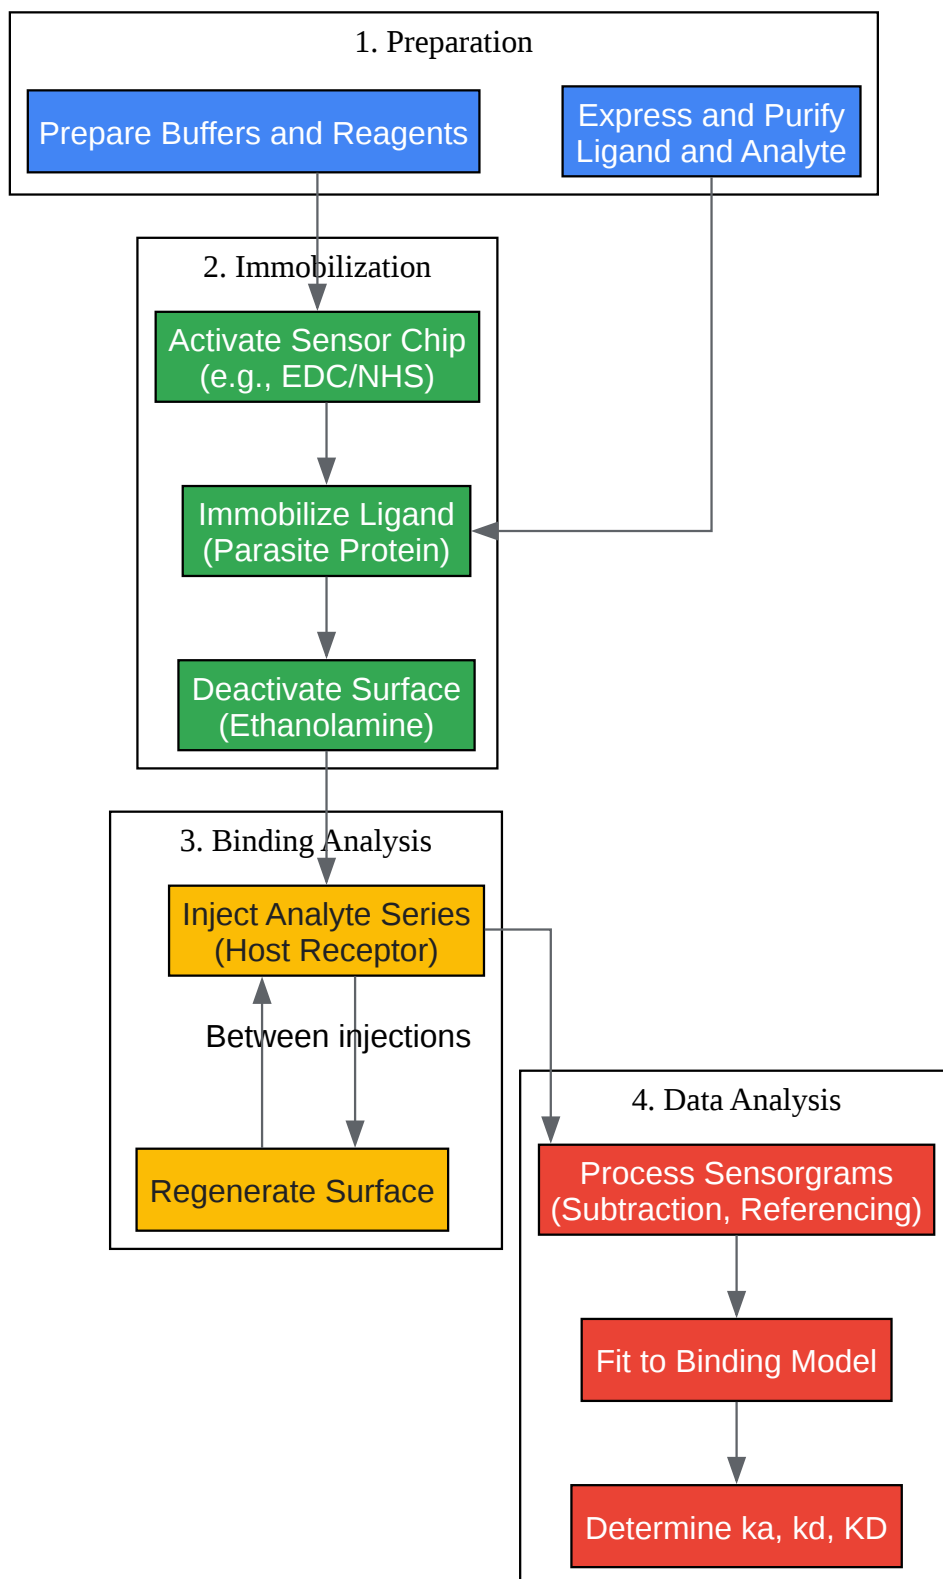 1. Preparation
Prepare Buffers and Reagents
Express and Purify
Ligand and Analyte
2. Immobilization
Activate Sensor Chip
(e.g., EDC/NHS)
Immobilize Ligand
(Parasite Protein)
Deactivate Surface
(Ethanolamine)
3. Binding Analysis
Inject Analyte Series
(Host Receptor)
Between injections
Regenerate Surface
4. Data Analysis
Process Sensorgrams
(Subtraction, Referencing)
Fit to Binding Model
Determine ka, kd, KD